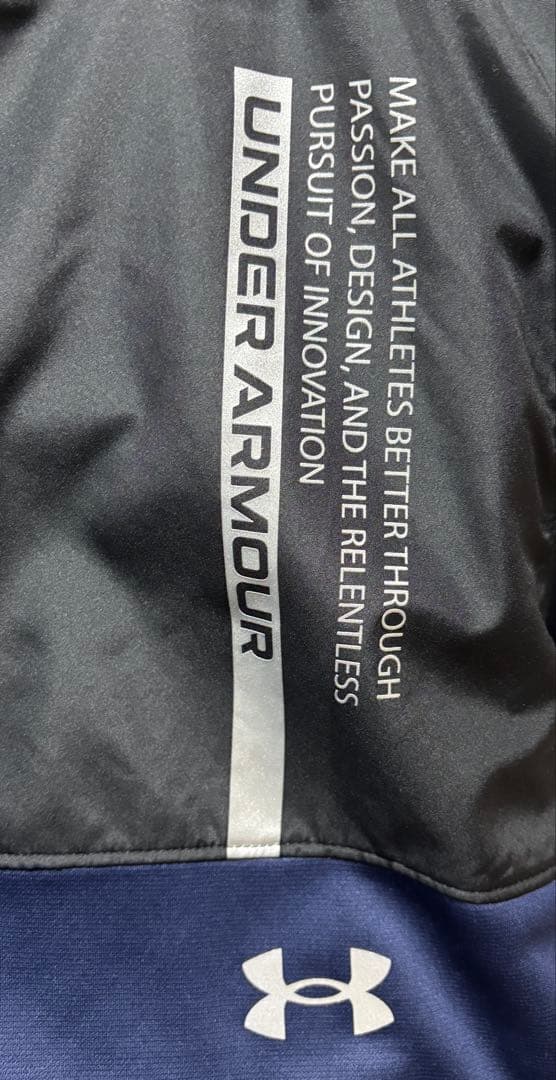 MAKE ALL ATHLETES BETTER THROUGH
PASSION, DESIGN, AND THE RELENTLESS
PURSUIT OF INNOVATION
UNDER ARMOUR